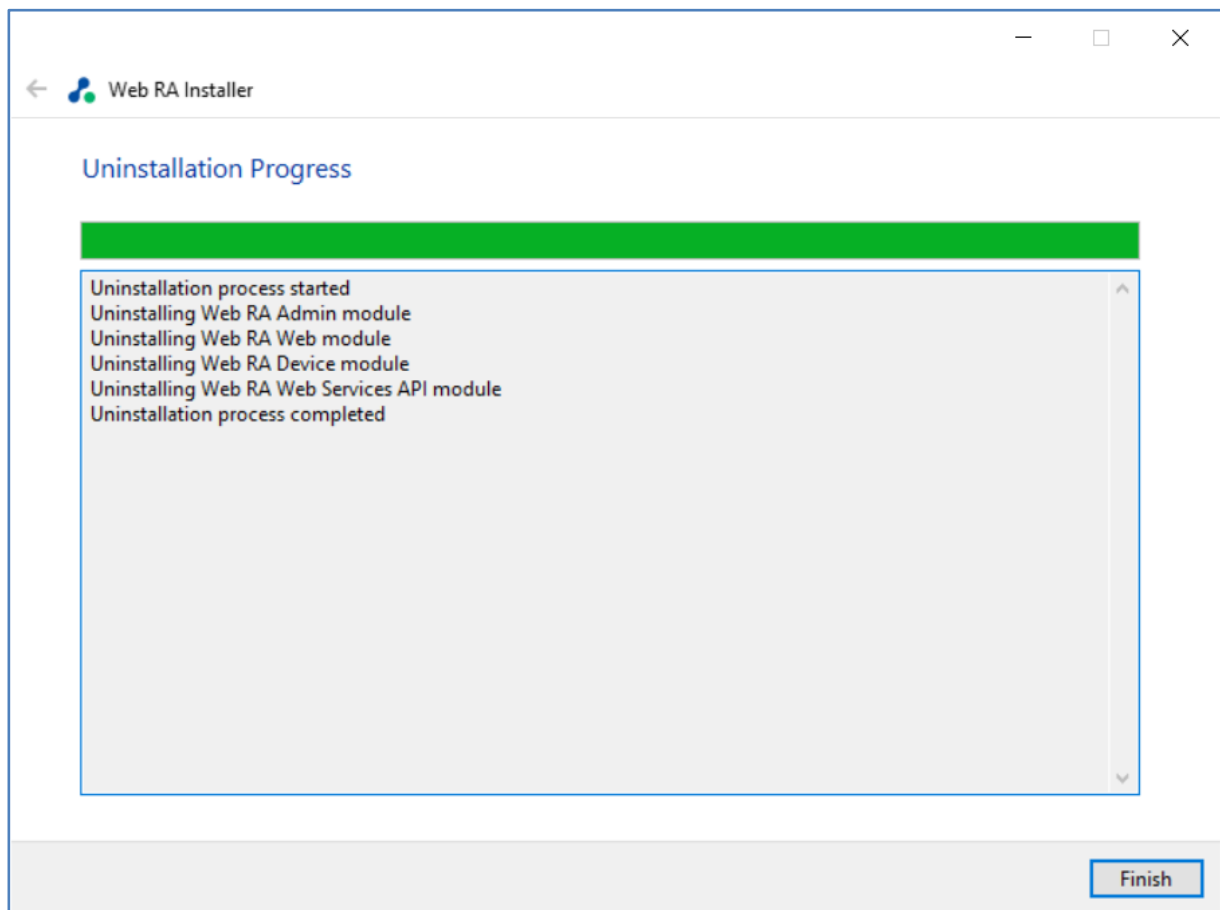 Web RA Installer
Uninstallation Progress
Uninstallation process started
Uninstalling Web RA Admin module
Uninstalling Web RA Web module
Uninstalling Web RA Device module
Uninstalling Web RA Web Services API module
Uninstallation process completed
Finish